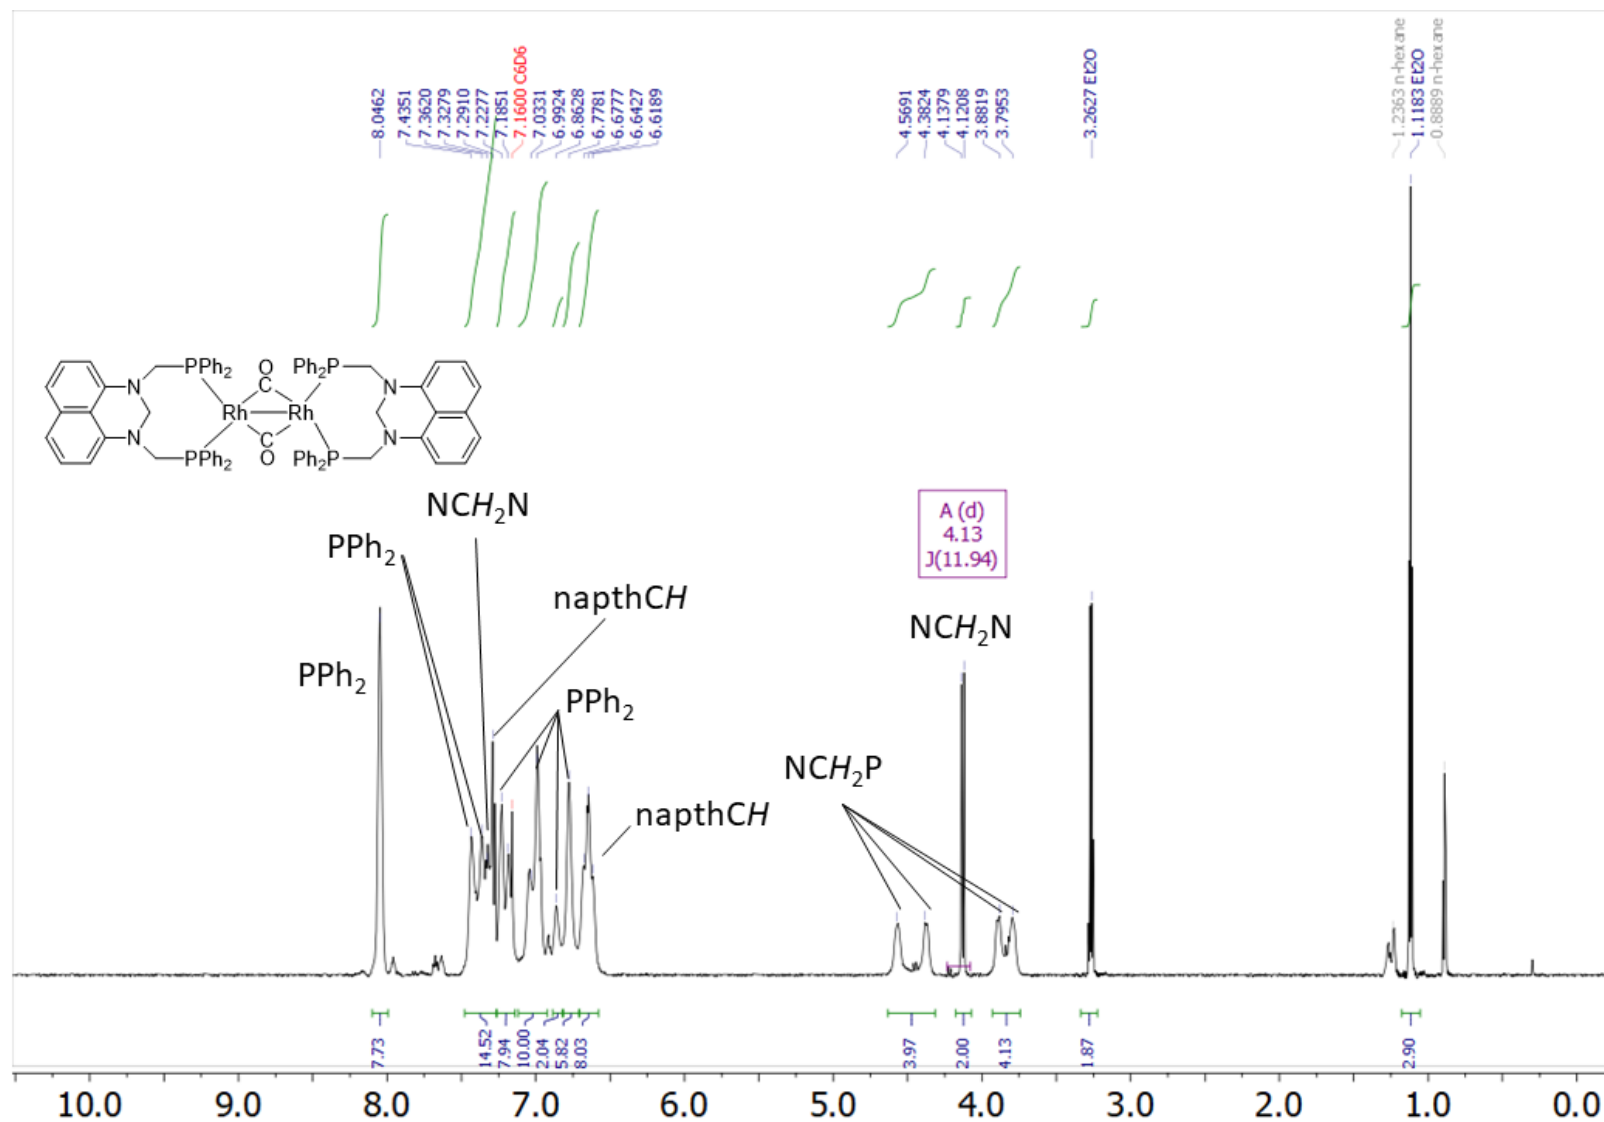 8.0462
7.4351
7.3620
7.3279
7.2910
7.2277
7.1851
7.1600 C6D6
7.0331
6.9924
6.8628
6.7781
6.6777
6.6427
6.6189
4.5691
4.3824
4.1379
4.1208
3.8819
3.7953
3.2627 Et2O
1.2363 n-hexane
1.1183 Et2O
0.8889 n-hexane
PPh2 O Ph2P
N C N
Rh Rh
N C N
PPh2 O Ph2P
NCH2N
A (d)
4.13
J(11.94)
PPh2
napthCH
NCH2N
PPh2
PPh2
NCH2P
napthCH
7.73
14.52
7.94
10.00
2.04
5.82
8.03
3.97
2.00
4.13
1.87
2.90
10.0 9.0 8.0 7.0 6.0 5.0 4.0 3.0 2.0 1.0 0.0